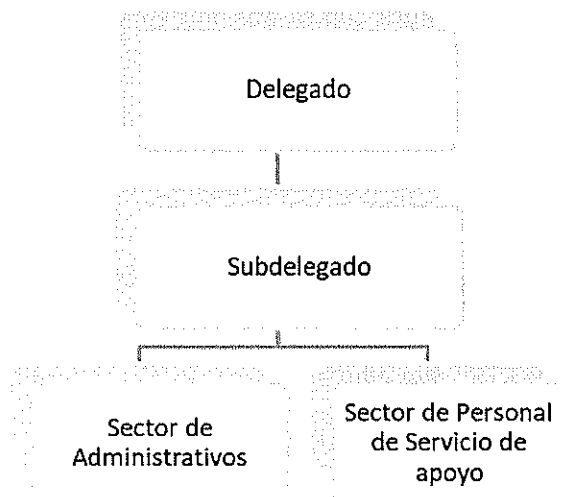 Delegado
Subdelegado
Sector de
Administrativos
Sector de Personal
de Servicio de
apoyo